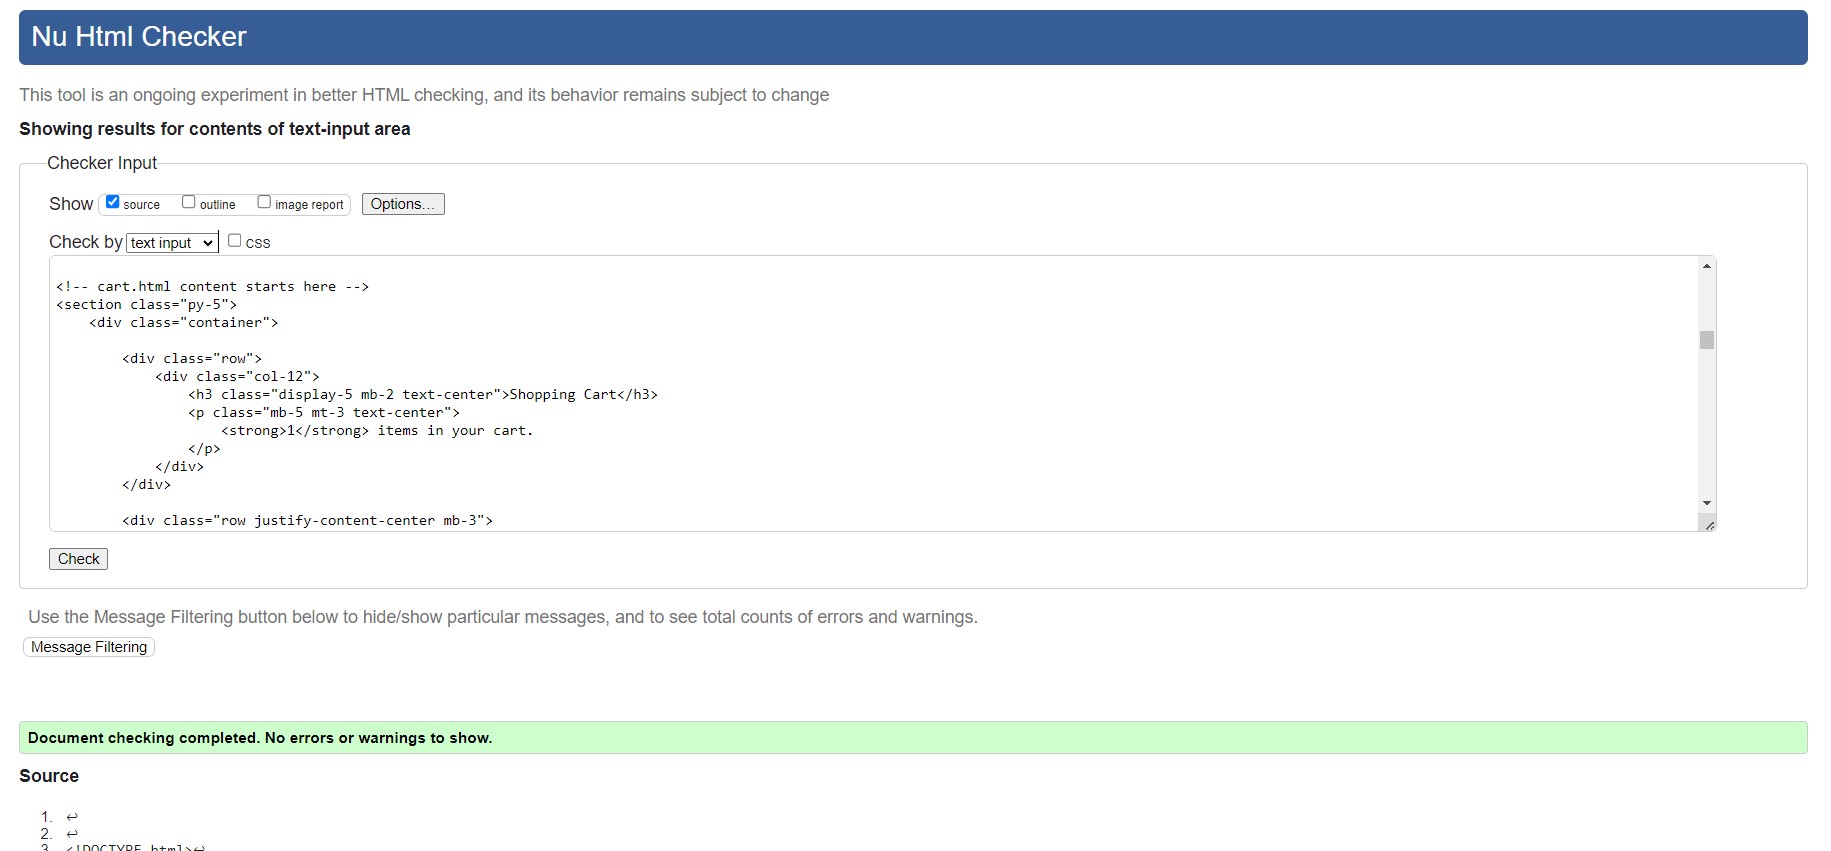 Nu Html Checker
This tool is an ongoing experiment in better HTML checking, and its behavior remains subject to change
Showing results for contents of text-input area
Checker Input
Show source outline image report Options...
Check by text input css
<!-- cart.html content starts here -->
<section class="py-5">
    <div class="container">
        <div class="row">
            <div class="col-12">
                <h3 class="display-5 mb-2 text-center">Shopping Cart</h3>
                <p class="mb-5 mt-3 text-center">
                    <strong>1</strong> items in your cart.
                </p>
            </div>
        </div>
        <div class="row justify-content-center mb-3">
Check
Use the Message Filtering button below to hide/show particular messages, and to see total counts of errors and warnings.
Message Filtering
Document checking completed. No errors or warnings to show.
Source
1. ↩
2. ↩
3. <!DOCTYPE html>↩